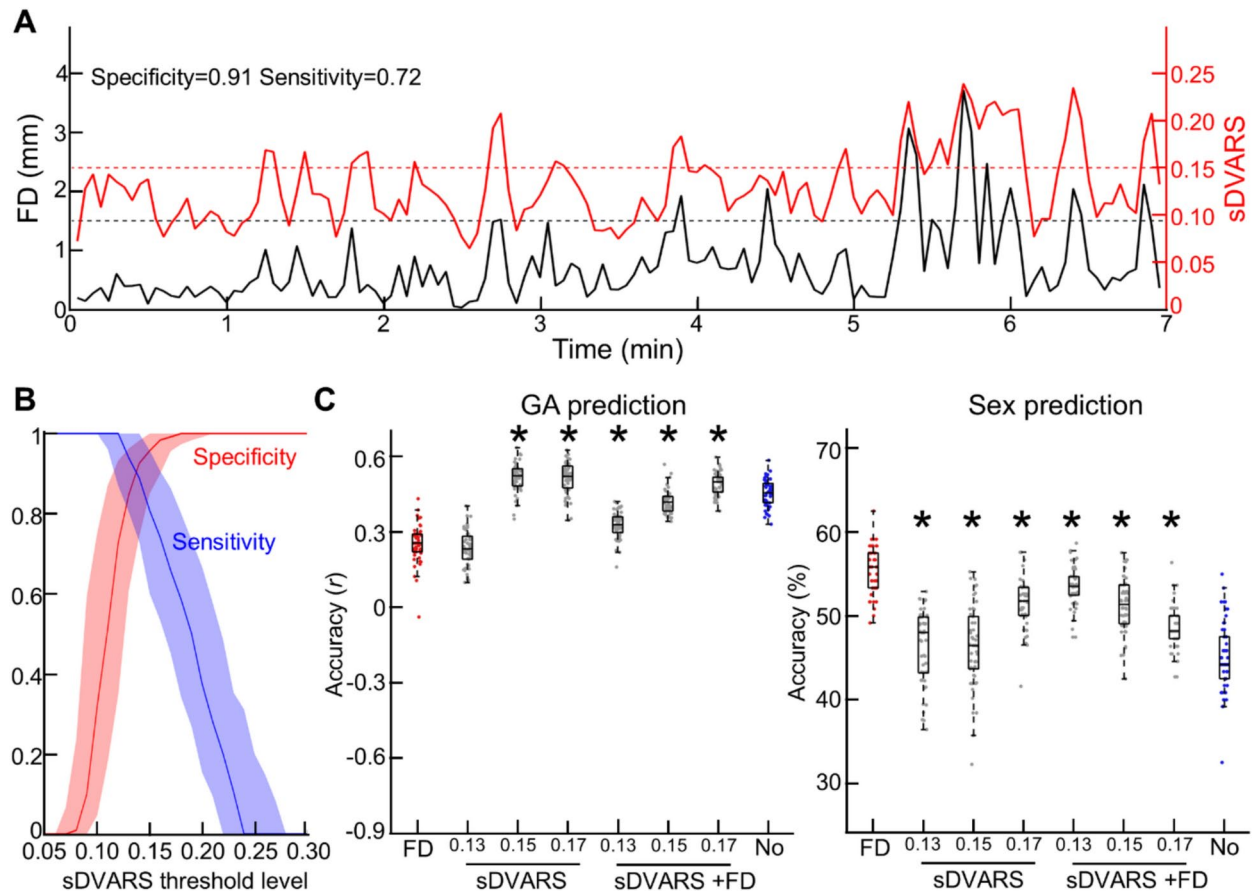 A
Specificity=0.91 Sensitivity=0.72
FD (mm)
4
3
2
1
0
0.25
0.20
0.15
0.10
0.05
0
sDVARS
0 1 2 3 4 5 6 7
Time (min)
B
1
0.8
0.6
0.4
0.2
0
Specificity
Sensitivity
0.05 0.10 0.15 0.20 0.25 0.30
sDVARS threshold level
C
GA prediction
Accuracy (r)
0.6
0.3
0
-0.3
-0.6
-0.9
* * * * *
FD 0.13 0.15 0.17 0.13 0.15 0.17 No
sDVARS sDVARS +FD
Sex prediction
Accuracy (%)
70
60
50
40
30
* * * * * *
FD 0.13 0.15 0.17 0.13 0.15 0.17 No
sDVARS sDVARS +FD